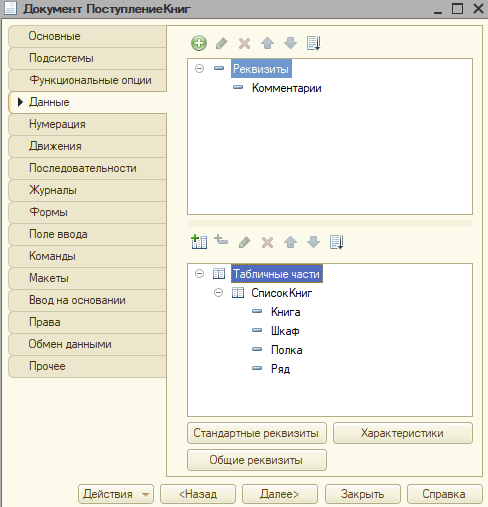 Документ ПоступлениеКниг
Основные
Подсистемы
Функциональные опции
Данные
Нумерация
Движения
Последовательности
Журналы
Формы
Поле ввода
Команды
Макеты
Ввод на основании
Права
Обмен данными
Прочее
Реквизиты
Комментарии
Табличные части
СписокКниг
Книга
Шкаф
Полка
Ряд
Стандартные реквизиты
Характеристики
Общие реквизиты
Действия
<Назад
Далее>
Закрыть
Справка